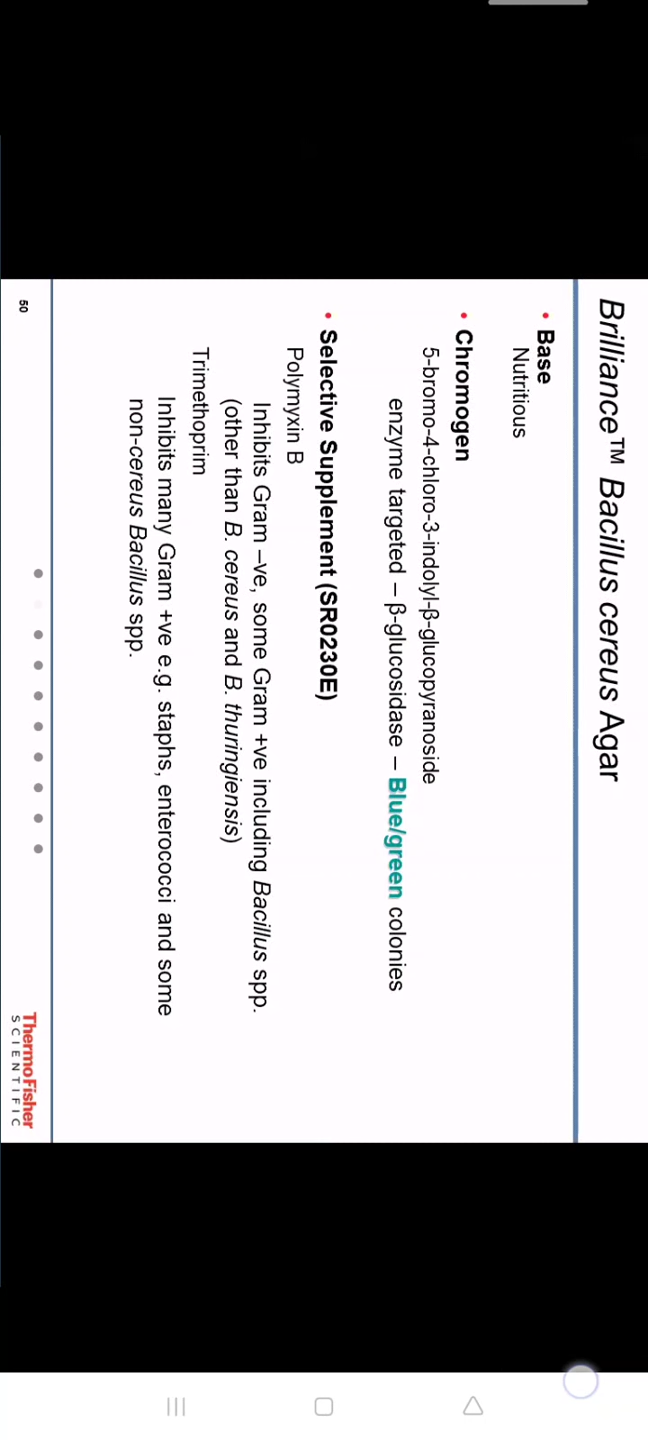 Brilliance™ Bacillus cereus Agar
• Base
Nutritious
• Chromogen
5-bromo-4-chloro-3-indolyl-β-glucopyranoside
enzyme targeted – β-glucosidase – Blue/green colonies
• Selective Supplement (SR0230E)
Polymyxin B
Inhibits Gram –ve, some Gram +ve including Bacillus spp.
(other than B. cereus and B. thuringiensis)
Trimethoprim
Inhibits many Gram +ve e.g. staphs, enterococci and some
non-cereus Bacillus spp.
50
ThermoFisher
SCIENTIFIC